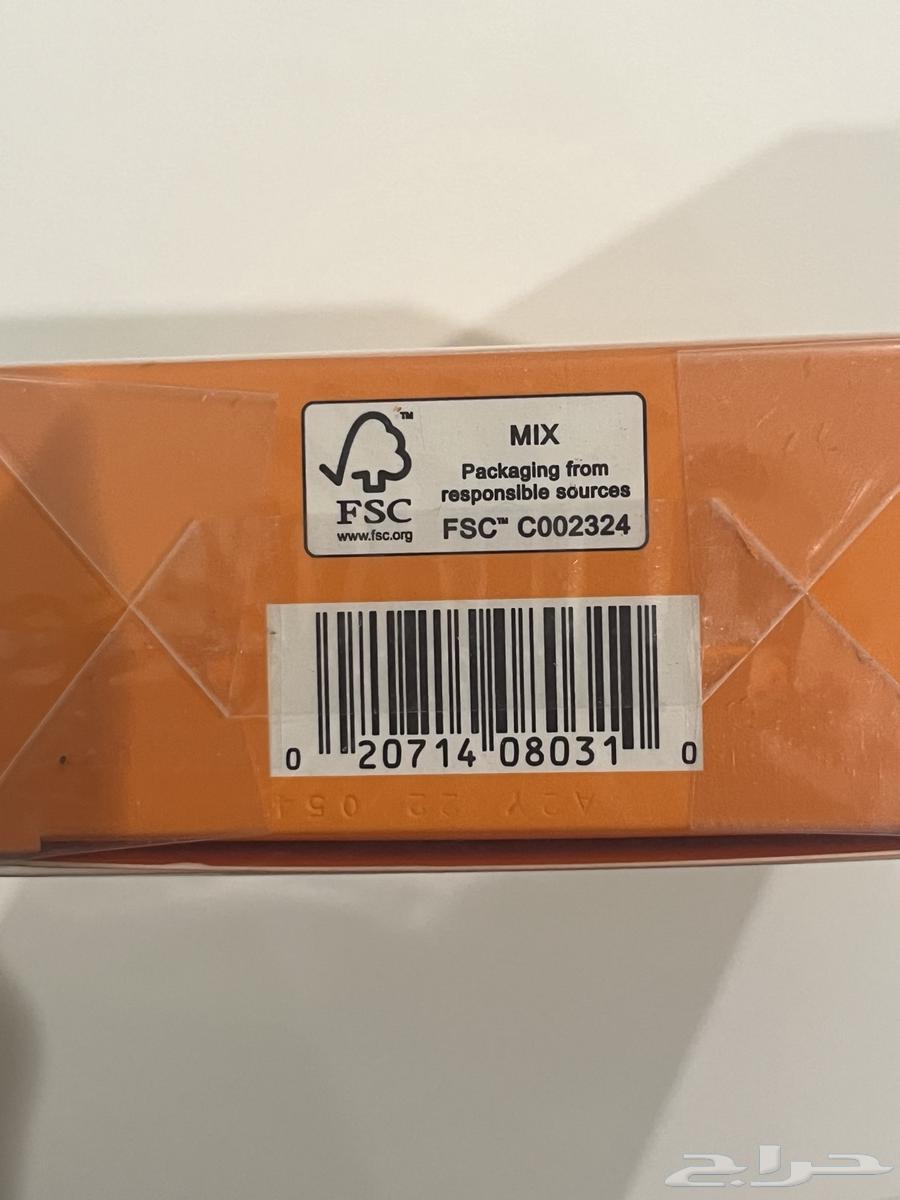 TM
FSC
www.fsc.org
MIX
Packaging from
responsible sources
FSC™ C002324
0 20714 08031 0
A2Y 22 054
حراج